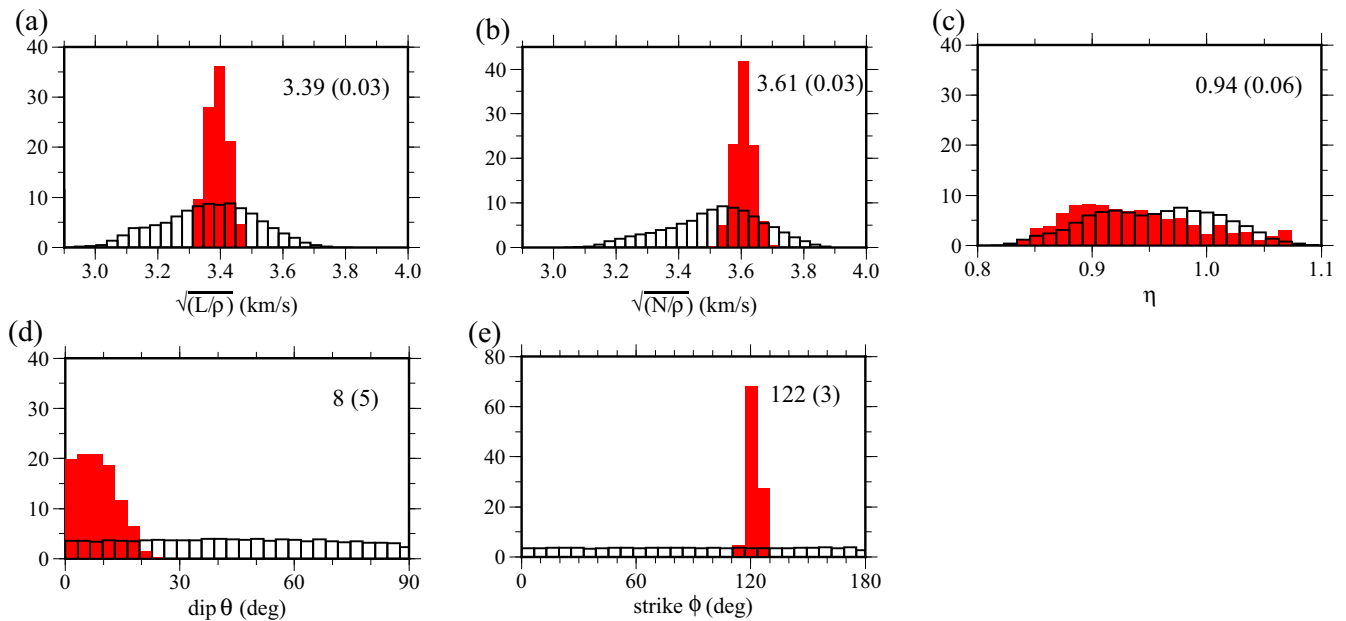 (a)
40
30
20
10
0
3.39 (0.03)
3.0 3.2 3.4 3.6 3.8 4.0
√(L/ρ) (km/s)
(b)
40
30
20
10
0
3.61 (0.03)
3.0 3.2 3.4 3.6 3.8 4.0
√(N/ρ) (km/s)
(c)
40
30
20
10
0
0.94 (0.06)
0.8 0.9 1.0 1.1
η
(d)
40
30
20
10
0
8 (5)
0 30 60 90
dip θ (deg)
(e)
80
60
40
20
0
122 (3)
0 60 120 180
strike ϕ (deg)